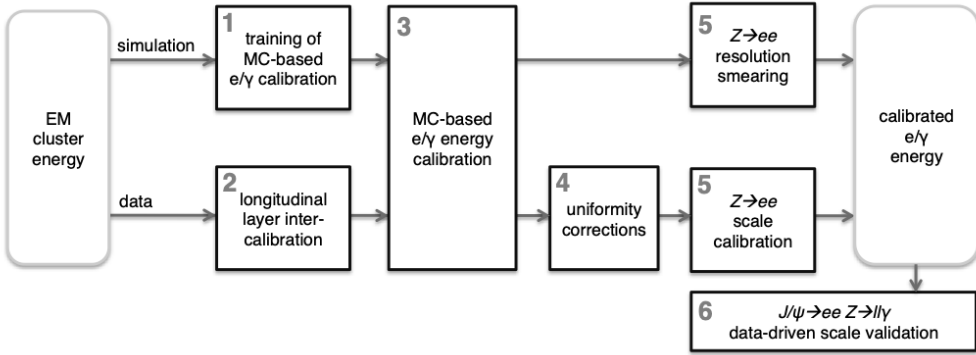 EM
cluster
energy
simulation
data
1
training of
MC-based
e/γ calibration
2
longitudinal
layer inter-
calibration
3
MC-based
e/γ energy
calibration
4
uniformity
corrections
5
Z→ee
resolution
smearing
5
Z→ee
scale
calibration
calibrated
e/γ
energy
6
J/ψ→ee Z→llγ
data-driven scale validation